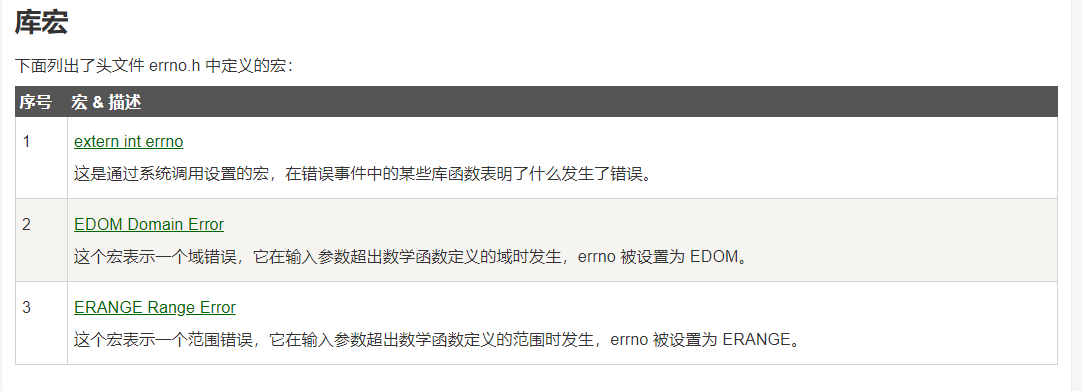 库宏
下面列出了头文件 errno.h 中定义的宏：
序号 宏 & 描述
1 extern int errno
这是通过系统调用设置的宏，在错误事件中的某些库函数表明了什么发生了错误。
2 EDOM Domain Error
这个宏表示一个域错误，它在输入参数超出数学函数定义的域时发生，errno 被设置为 EDOM。
3 ERANGE Range Error
这个宏表示一个范围错误，它在输入参数超出数学函数定义的范围时发生，errno 被设置为 ERANGE。